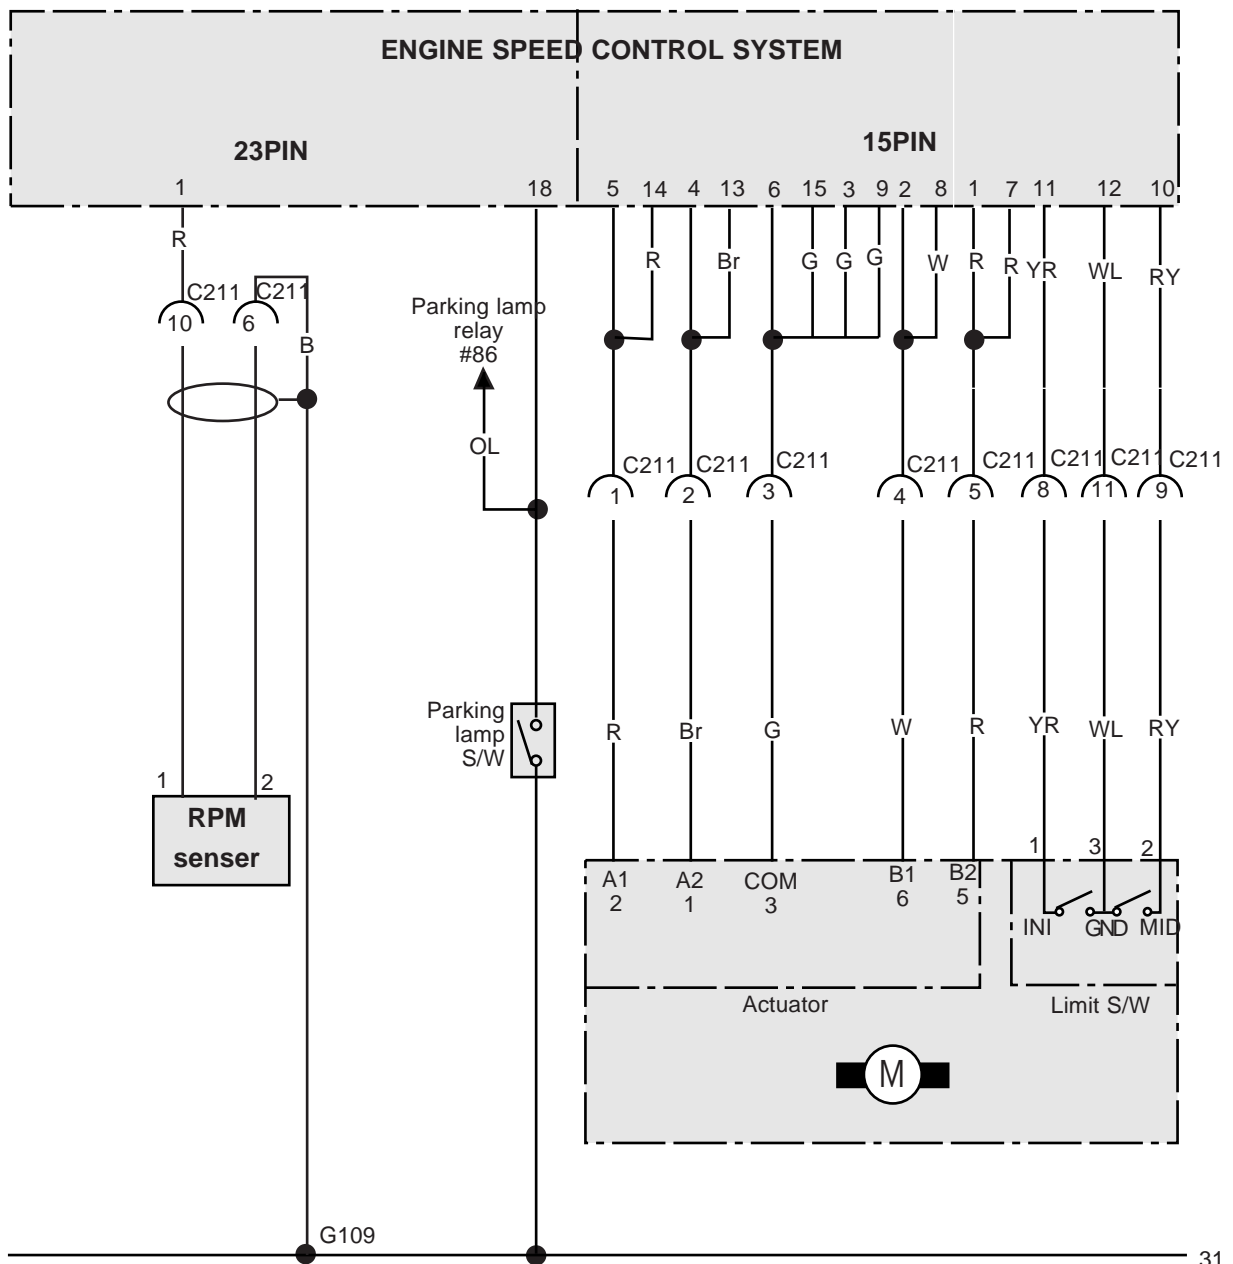 ENGINE SPEED CONTROL SYSTEM
23PIN
15PIN
1 18 5 14 4 13 6 15 3 9 2 8 1 7 11 12 10
R
R Br G G G W R R YR WL RY
C211 C211
10 6
B
Parking lamp
relay
#86
OL
C211 C211 C211 C211 C211 C211 C211 C211
1 2 3 4 5 8 11 9
Parking
lamp
S/W
R Br G W R YR WL RY
1 2
RPM
senser
1 3 2
A1 A2 COM B1 B2
2 1 3 6 5
INI GND MID
Actuator
Limit S/W
M
G109
31